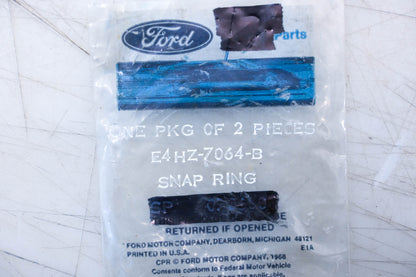 Ford
Parts
ONE PKG OF 2 PIECES
E4HZ-7064-B
SNAP RING
RETURNED IF OPENED
FORD MOTOR COMPANY, DEARBORN, MICHIGAN 48121
PRINTED IN U.S.A. E1A
CPR © FORD MOTOR COMPANY, 1968
Contents conform to Federal Motor Vehicle